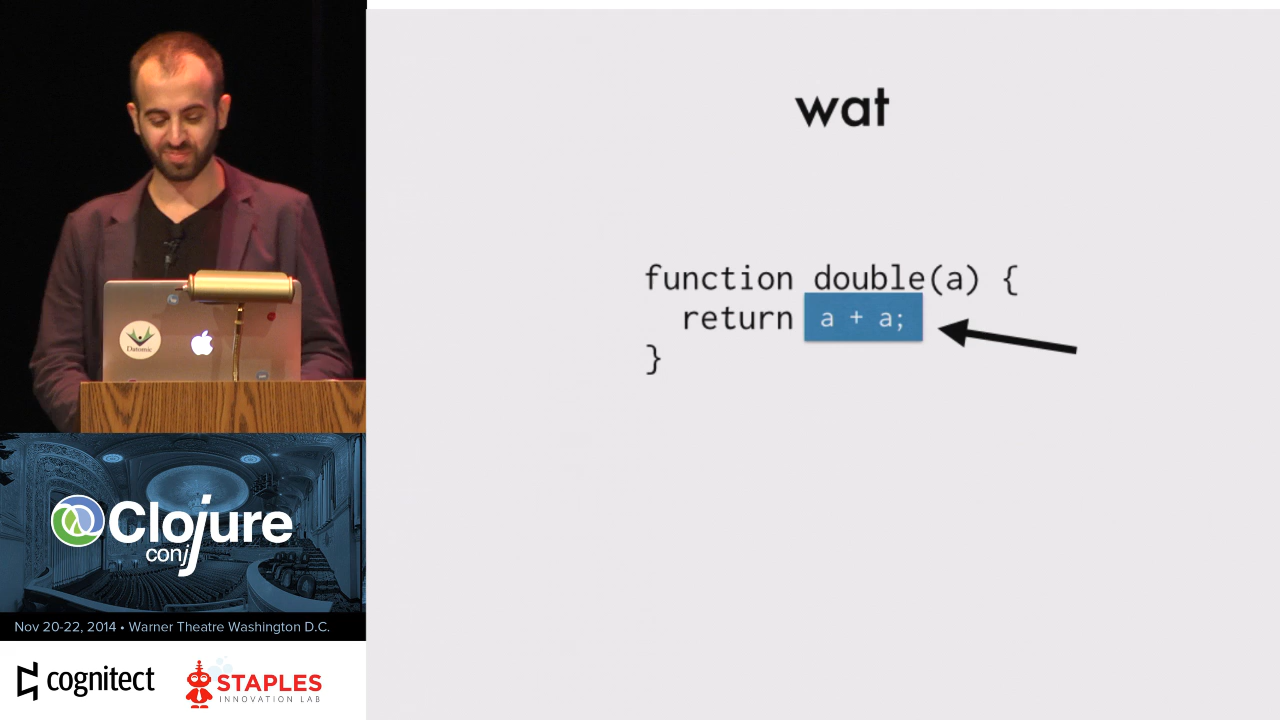 wat
function double(a) {
  return a + a;
}
Datomic
Clojure
conj
Nov 20-22, 2014 • Warner Theatre Washington D.C.
cognitect
STAPLES
INNOVATION LAB